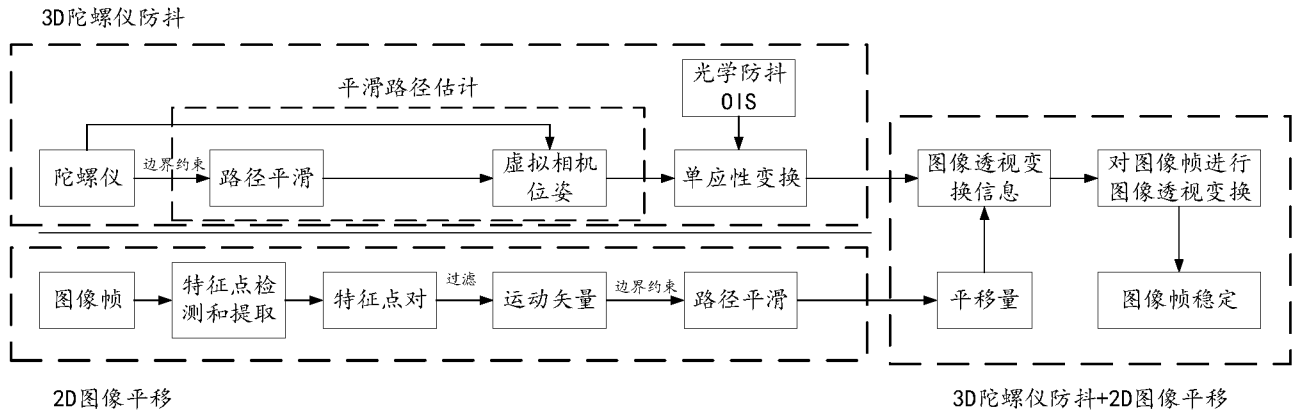 3D陀螺仪防抖
平滑路径估计
光学防抖
OIS
陀螺仪
边界约束
路径平滑
虚拟相机
位姿
单应性变换
图像透视变
换信息
对图像帧进行
图像透视变换
图像帧
特征点检
测和提取
特征点对
过滤
运动矢量
边界约束
路径平滑
平移量
图像帧稳定
2D图像平移
3D陀螺仪防抖+2D图像平移